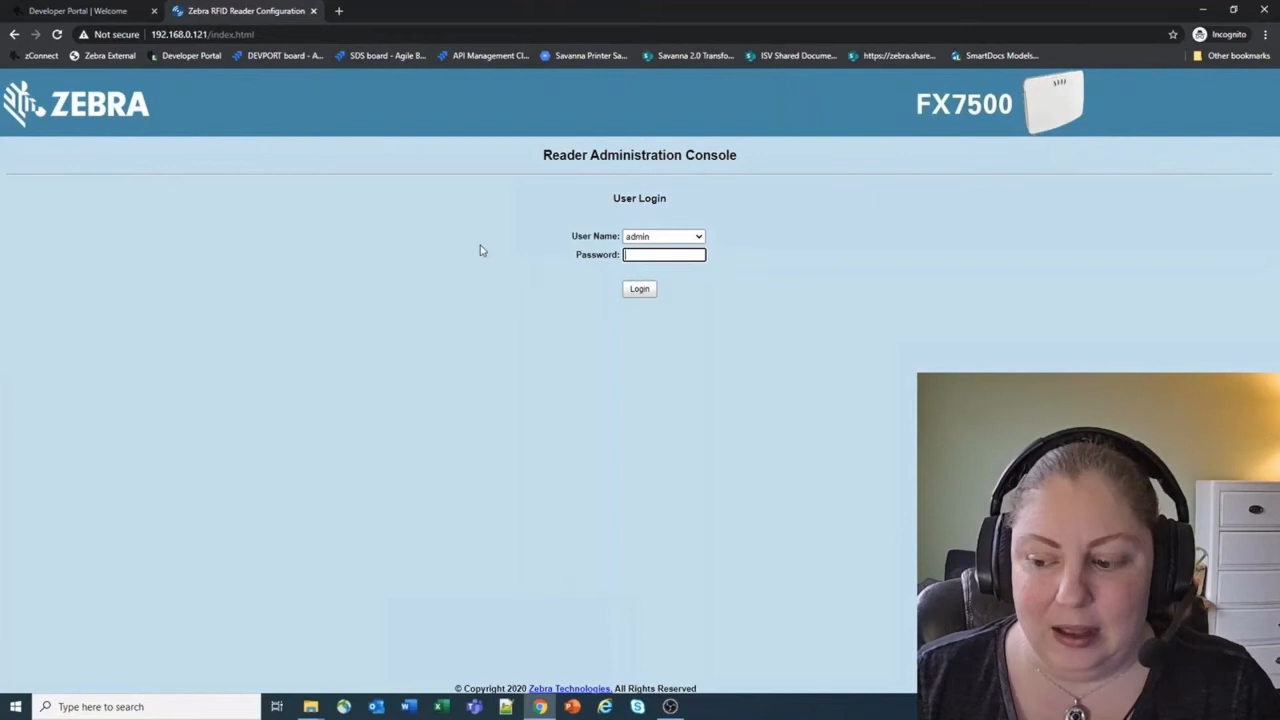 Developer Portal | Welcome
Zebra RFID Reader Configuration
Not secure
192.168.0.121/index.html
Incognito
zConnect
Zebra External
Developer Portal
DEVPORT board - A...
SDS board - Agile B...
API Management Cl...
Savanna Printer Sa...
Savanna 2.0 Transfo...
ISV Shared Docume...
https://zebra.share...
SmartDocs Models...
Other bookmarks
ZEBRA
FX7500
Reader Administration Console
User Login
User Name: admin
Password:
Login
© Copyright 2020 Zebra Technologies. All Rights Reserved
Type here to search